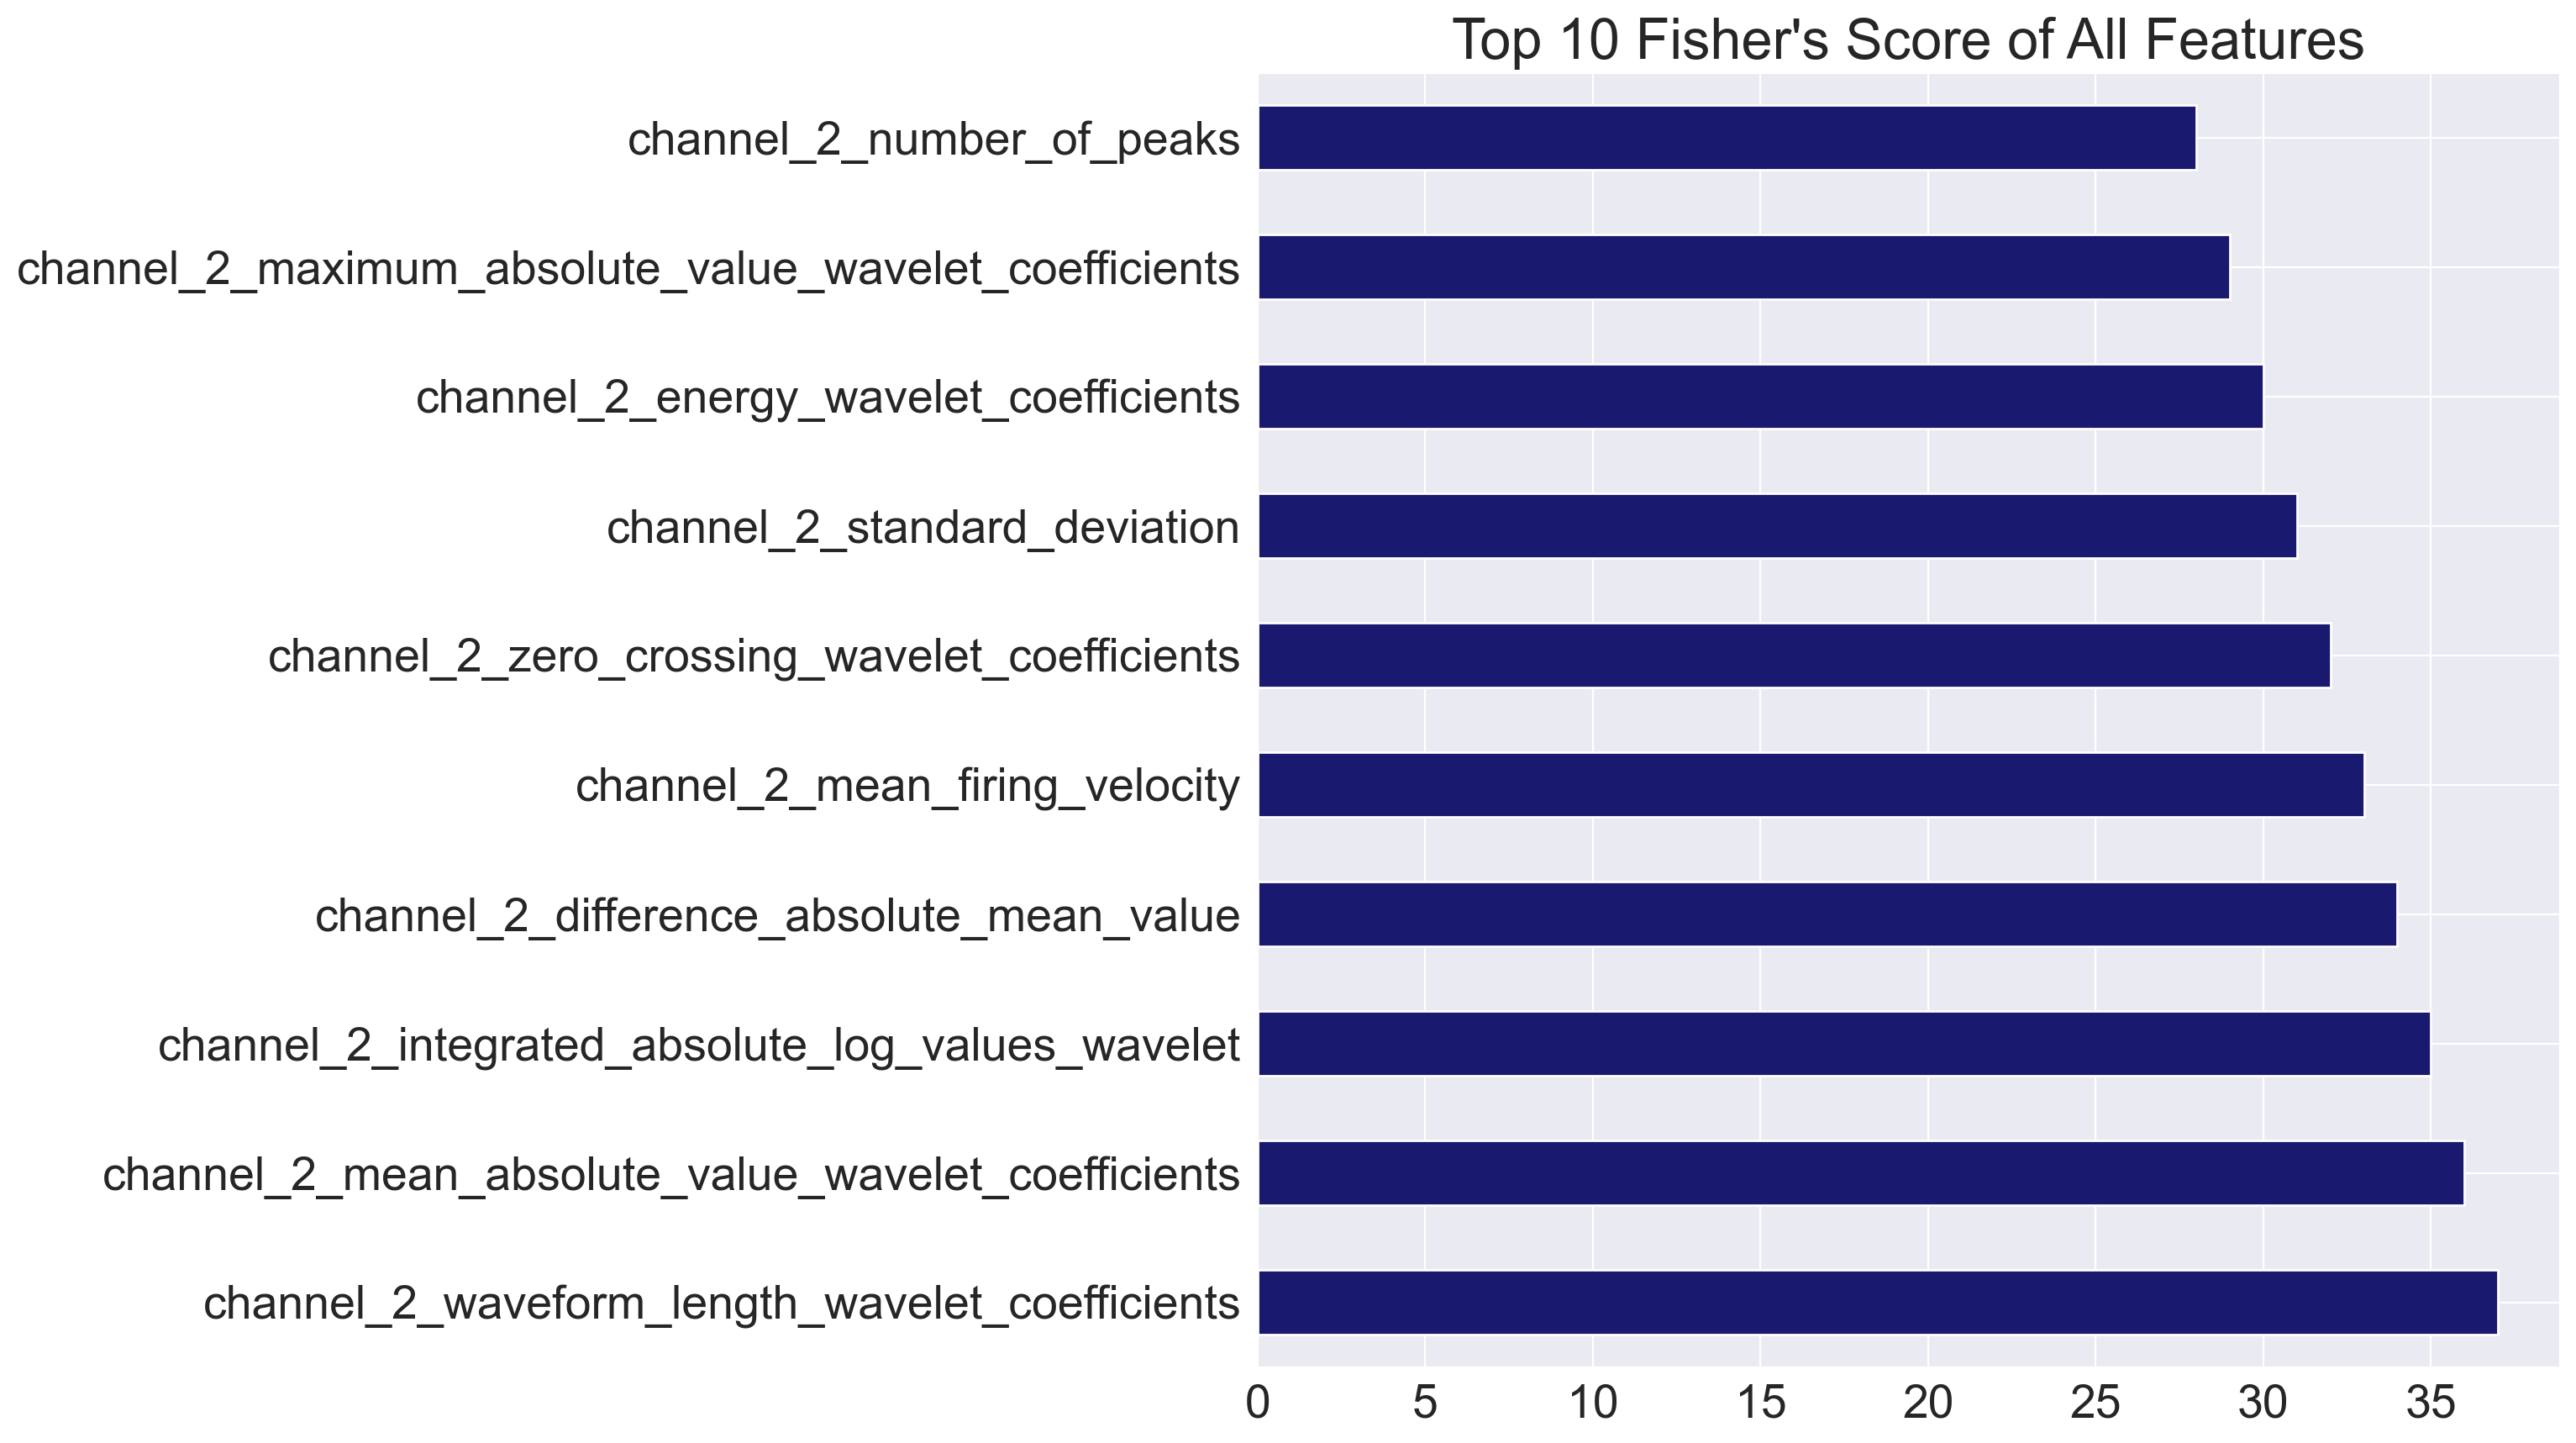 Top 10 Fisher's Score of All Features
channel_2_number_of_peaks
channel_2_maximum_absolute_value_wavelet_coefficients
channel_2_energy_wavelet_coefficients
channel_2_standard_deviation
channel_2_zero_crossing_wavelet_coefficients
channel_2_mean_firing_velocity
channel_2_difference_absolute_mean_value
channel_2_integrated_absolute_log_values_wavelet
channel_2_mean_absolute_value_wavelet_coefficients
channel_2_waveform_length_wavelet_coefficients
0 5 10 15 20 25 30 35